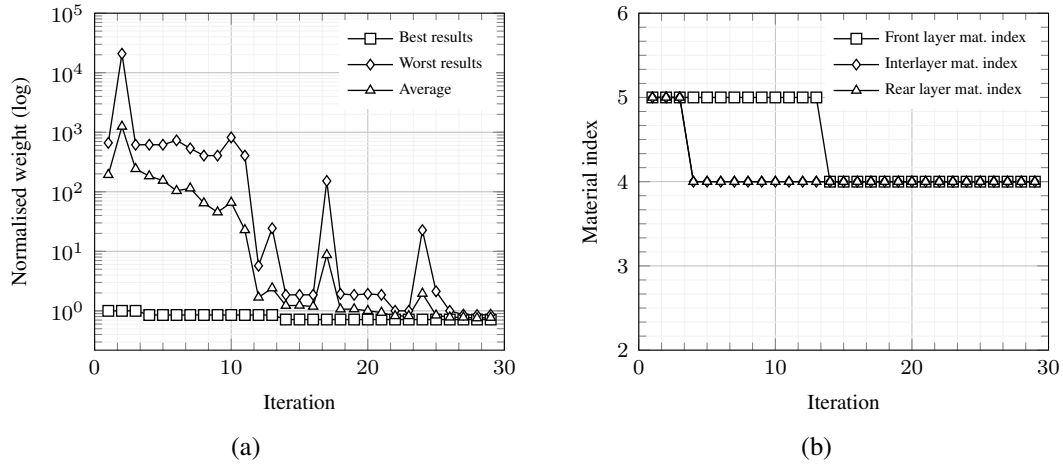 10^5
10^4
10^3
10^2
10^1
10^0
Normalised weight (log)
Best results
Worst results
Average
0
10
20
30
Iteration
(a)
6
5
4
3
2
Material index
Front layer mat. index
Interlayer mat. index
Rear layer mat. index
0
10
20
30
Iteration
(b)